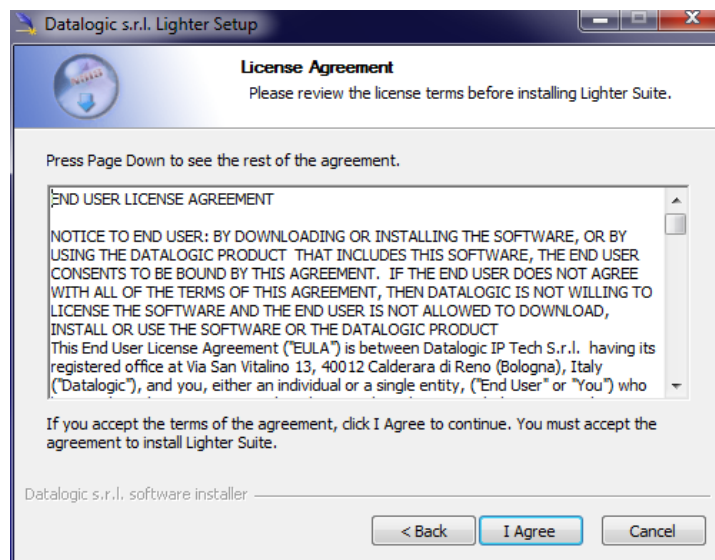 Datalogic s.r.l. Lighter Setup
License Agreement
Please review the license terms before installing Lighter Suite.
Press Page Down to see the rest of the agreement.
END USER LICENSE AGREEMENT
NOTICE TO END USER: BY DOWNLOADING OR INSTALLING THE SOFTWARE, OR BY
USING THE DATALOGIC PRODUCT  THAT INCLUDES THIS SOFTWARE, THE END USER
CONSENTS TO BE BOUND BY THIS AGREEMENT.  IF THE END USER DOES NOT AGREE
WITH ALL OF THE TERMS OF THIS AGREEMENT, THEN DATALOGIC IS NOT WILLING TO
LICENSE THE SOFTWARE AND THE END USER IS NOT ALLOWED TO DOWNLOAD,
INSTALL OR USE THE SOFTWARE OR THE DATALOGIC PRODUCT
This End User License Agreement ("EULA") is between Datalogic IP Tech S.r.l.  having its
registered office at Via San Vitalino 13, 40012 Calderara di Reno (Bologna), Italy
("Datalogic"), and you, either an individual or a single entity, ("End User" or "You") who
If you accept the terms of the agreement, click I Agree to continue. You must accept the
agreement to install Lighter Suite.
Datalogic s.r.l. software installer
< Back
I Agree
Cancel